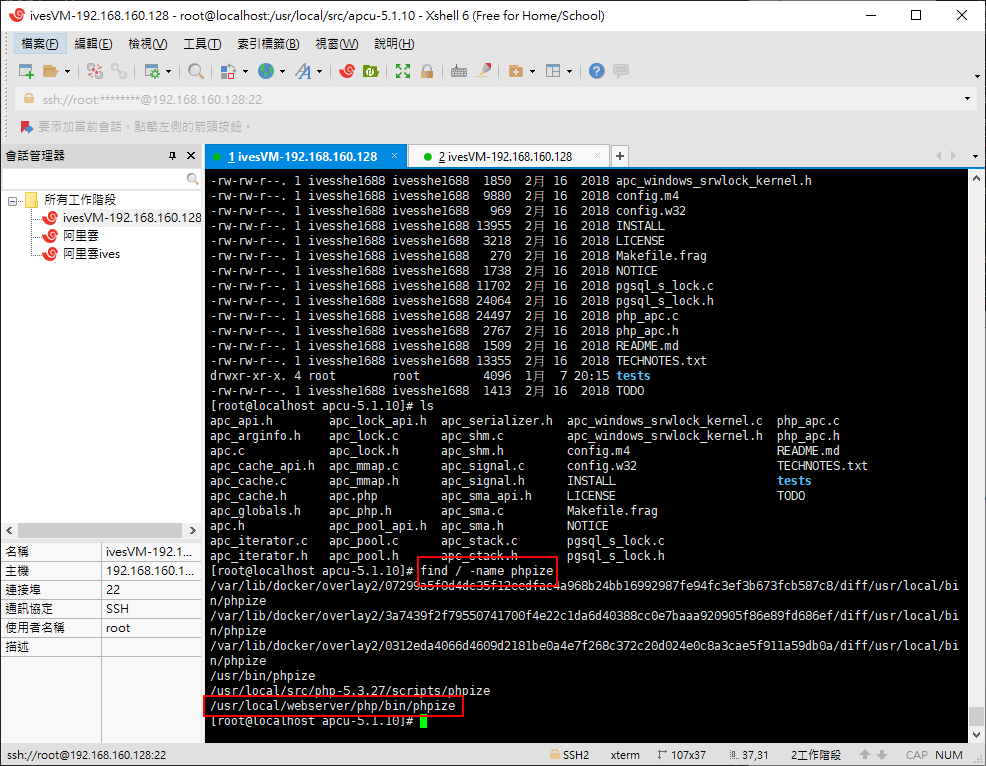 ivesVM-192.168.160.128 - root@localhost:/usr/local/src/apcu-5.1.10 - Xshell 6 (Free for Home/School)
檔案(F) 編輯(E) 檢視(V) 工具(T) 索引標籤(B) 視窗(W) 說明(H)
ssh://root:********@192.168.160.128:22
要添加當前會話，點擊左側的箭頭按鈕。
會話管理器
1 ivesVM-192.168.160.128
2 ivesVM-192.168.160.128
所有工作階段
ivesVM-192.168.160.128
阿里雲
阿里雲ives
名稱 ivesVM-192.1...
主機 192.168.160.1...
連接埠 22
通訊協定 SSH
使用者名稱 root
描述
-rw-rw-r--. 1 ivesshe1688 ivesshe1688 1850 2月 16 2018 apc_windows_srwlock_kernel.h
-rw-rw-r--. 1 ivesshe1688 ivesshe1688 9880 2月 16 2018 config.m4
-rw-rw-r--. 1 ivesshe1688 ivesshe1688 969 2月 16 2018 config.w32
-rw-rw-r--. 1 ivesshe1688 ivesshe1688 13955 2月 16 2018 INSTALL
-rw-rw-r--. 1 ivesshe1688 ivesshe1688 3218 2月 16 2018 LICENSE
-rw-rw-r--. 1 ivesshe1688 ivesshe1688 270 2月 16 2018 Makefile.frag
-rw-rw-r--. 1 ivesshe1688 ivesshe1688 1738 2月 16 2018 NOTICE
-rw-rw-r--. 1 ivesshe1688 ivesshe1688 11702 2月 16 2018 pgsql_s_lock.c
-rw-rw-r--. 1 ivesshe1688 ivesshe1688 24064 2月 16 2018 pgsql_s_lock.h
-rw-rw-r--. 1 ivesshe1688 ivesshe1688 24497 2月 16 2018 php_apc.c
-rw-rw-r--. 1 ivesshe1688 ivesshe1688 2767 2月 16 2018 php_apc.h
-rw-rw-r--. 1 ivesshe1688 ivesshe1688 1509 2月 16 2018 README.md
-rw-rw-r--. 1 ivesshe1688 ivesshe1688 13355 2月 16 2018 TECHNOTES.txt
drwxr-xr-x. 4 root root 4096 1月 7 20:15 tests
-rw-rw-r--. 1 ivesshe1688 ivesshe1688 1413 2月 16 2018 TODO
[root@localhost apcu-5.1.10]# ls
apc_api.h apc_lock_api.h apc_serializer.h apc_windows_srwlock_kernel.c php_apc.c
apc_arginfo.h apc_lock.c apc_shm.c apc_windows_srwlock_kernel.h php_apc.h
apc.c apc_lock.h apc_shm.h config.m4 README.md
apc_cache_api.h apc_mmap.c apc_signal.c config.w32 TECHNOTES.txt
apc_cache.c apc_mmap.h apc_signal.h INSTALL tests
apc_cache.h apc.php apc_sma_api.h LICENSE TODO
apc_globals.h apc_php.h apc_sma.c Makefile.frag
apc.h apc_pool_api.h apc_sma.h NOTICE
apc_iterator.c apc_pool.c apc_stack.c pgsql_s_lock.c
apc_iterator.h apc_pool.h apc_stack.h pgsql_s_lock.h
[root@localhost apcu-5.1.10]# find / -name phpize
/var/lib/docker/overlay2/07299a5f0d4dc35f12eedfae4a968b24bb16992987fe94fc3ef3b673fcb587c8/diff/usr/local/bi
n/phpize
/var/lib/docker/overlay2/3a7439f2f79550741700f4e22c1da6d40388cc0e7baaa920905f86e89fd686ef/diff/usr/local/bi
n/phpize
/var/lib/docker/overlay2/0312eda4066d4609d2181be0a4e7f268c372c20d024e0c8a3cae5f911a59db0a/diff/usr/local/bi
n/phpize
/usr/bin/phpize
/usr/local/src/php-5.3.27/scripts/phpize
/usr/local/webserver/php/bin/phpize
[root@localhost apcu-5.1.10]#
ssh://root@192.168.160.128:22 SSH2 xterm 107x37 37,31 2工作階段 CAP NUM